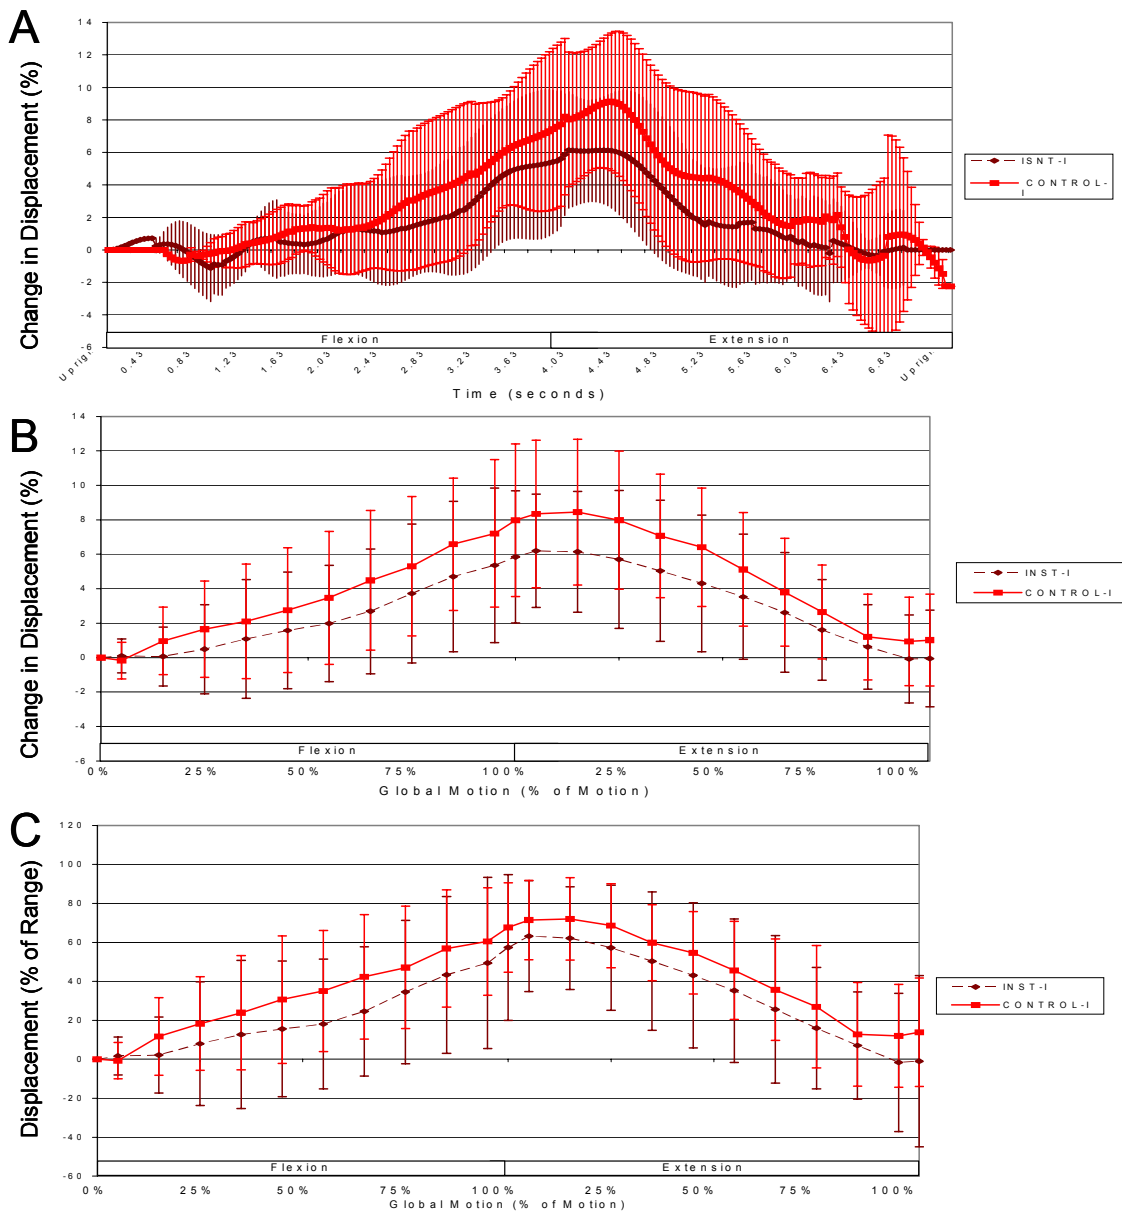 A
Change in Displacement (%)
14
12
10
8
6
4
2
0
-2
-4
-6
Flexion
Extension
Uprig.
0.43
0.83
1.23
1.63
2.03
2.43
2.83
3.23
3.63
4.03
4.43
4.83
5.23
5.63
6.03
6.43
6.83
Uprig.
Time (seconds)
ISNT-I
CONTROL-
I
B
Change in Displacement (%)
14
12
10
8
6
4
2
0
-2
-4
-6
Flexion
Extension
0%
25%
50%
75%
100%
25%
50%
75%
100%
Global Motion (% of Motion)
INST-I
CONTROL-I
C
Displacement (% of Range)
120
100
80
60
40
20
0
-20
-40
-60
Flexion
Extension
0%
25%
50%
75%
100%
25%
50%
75%
100%
Global Motion (% of Motion)
INST-I
CONTROL-I